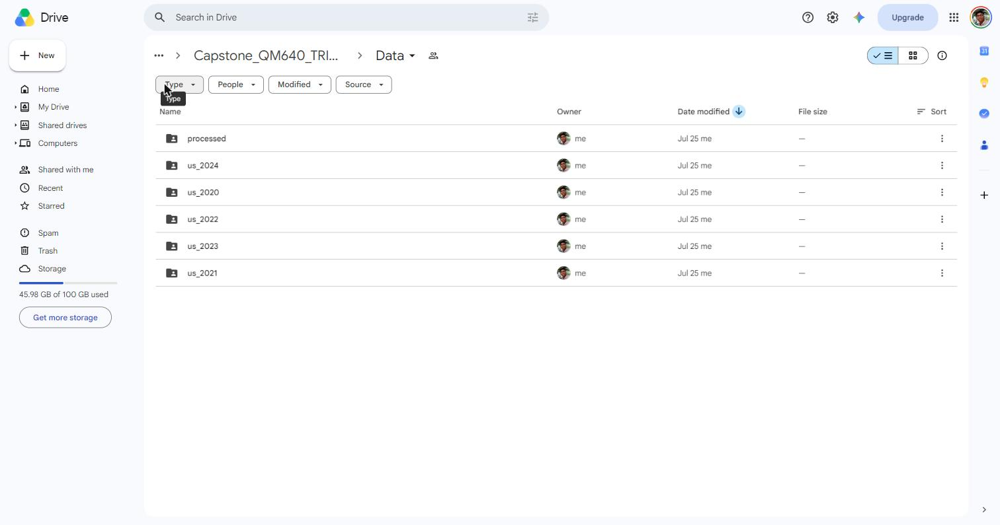 Drive
Search in Drive
Upgrade
New
Home
My Drive
Shared drives
Computers
Shared with me
Recent
Starred
Spam
Trash
Storage
45.98 GB of 100 GB used
Get more storage
... > Capstone_QM640_TRI... > Data
Type People Modified Source
Type
Name Owner Date modified File size Sort
processed me Jul 25 me —
us_2024 me Jul 25 me —
us_2020 me Jul 25 me —
us_2022 me Jul 25 me —
us_2023 me Jul 25 me —
us_2021 me Jul 25 me —
31